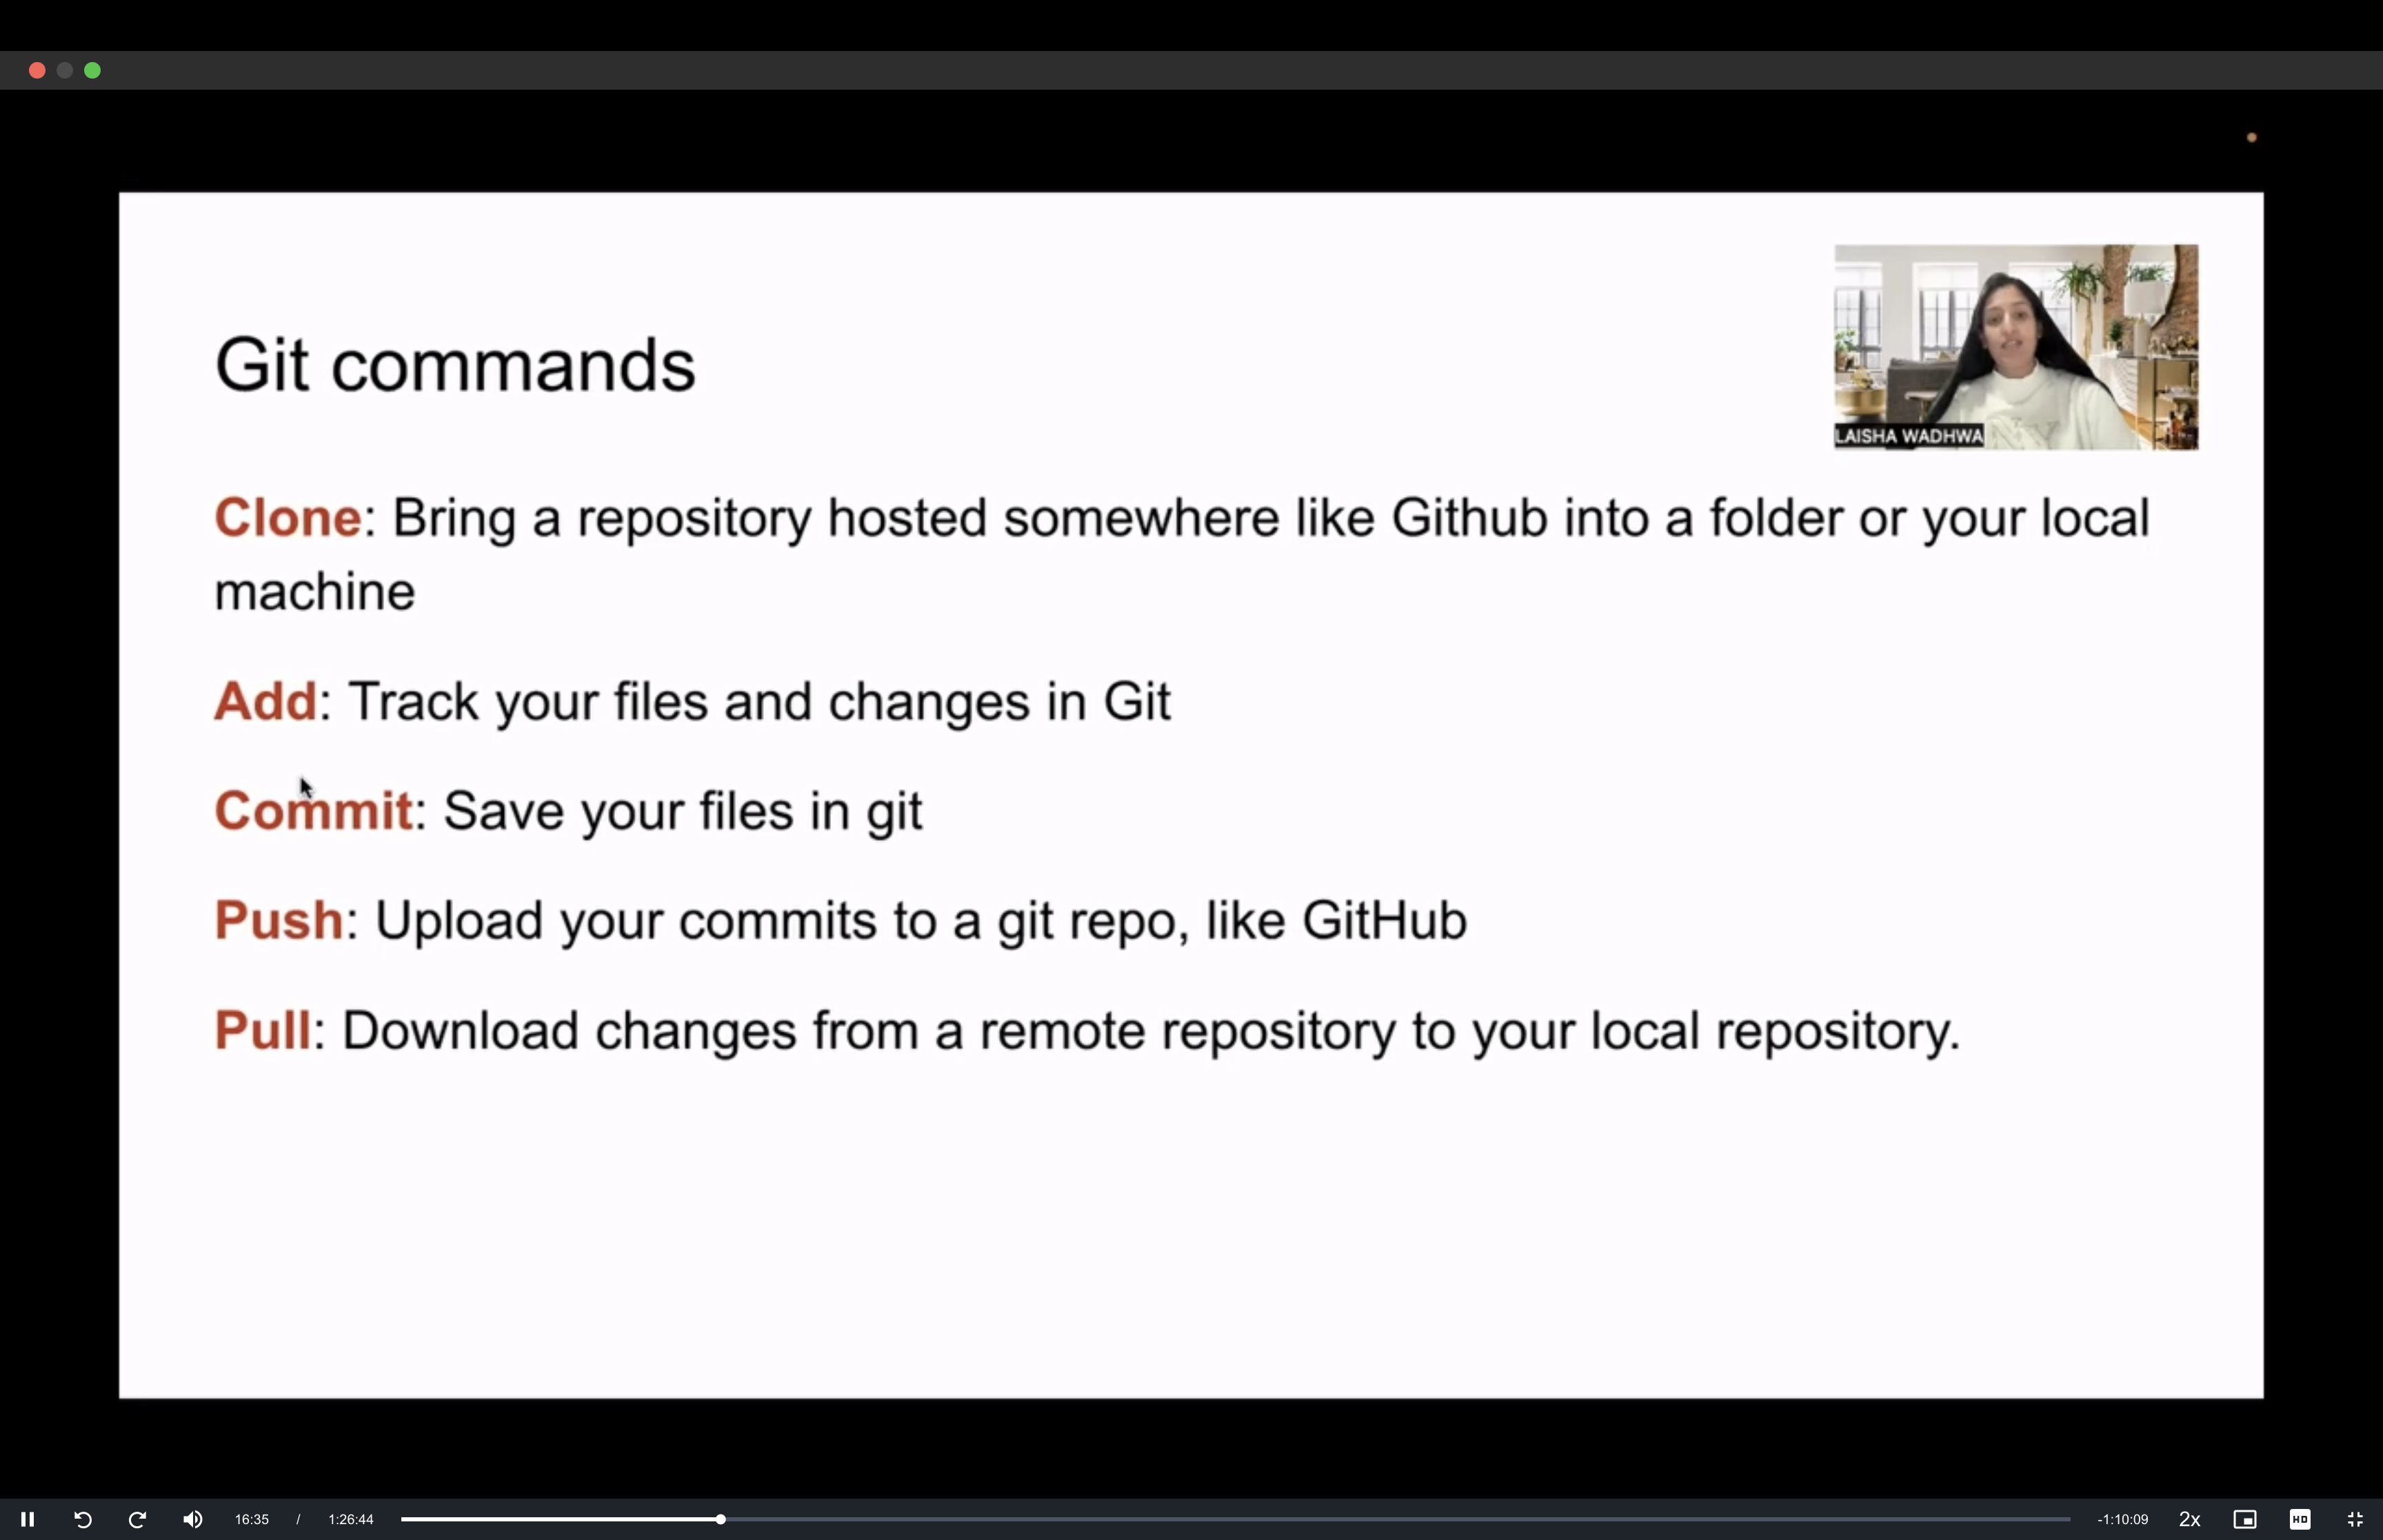 Git commands
LAISHA WADHWA
Clone: Bring a repository hosted somewhere like Github into a folder or your local
machine
Add: Track your files and changes in Git
Commit: Save your files in git
Push: Upload your commits to a git repo, like GitHub
Pull: Download changes from a remote repository to your local repository.
16:35 / 1:26:44 -1:10:09 2x HD